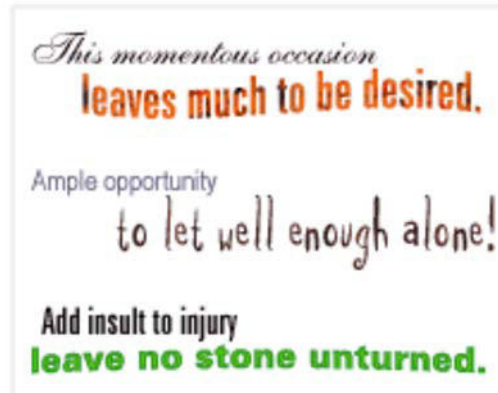 This momentous occasion
leaves much to be desired.
Ample opportunity
to let well enough alone!
Add insult to injury
leave no stone unturned.